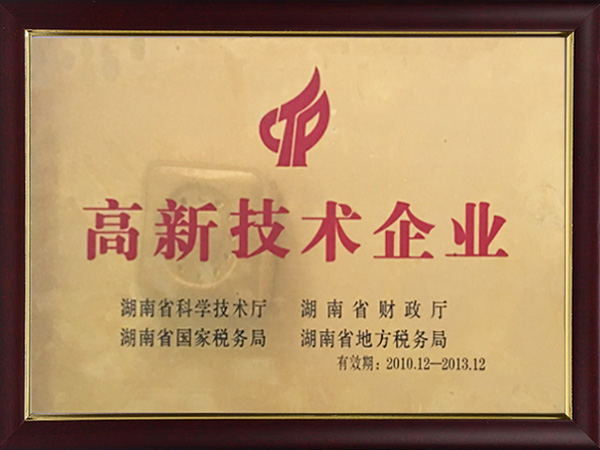 CTP
高新技术企业
湖南省科学技术厅 湖南省财政厅
湖南省国家税务局 湖南省地方税务局
有效期：2010.12—2013.12